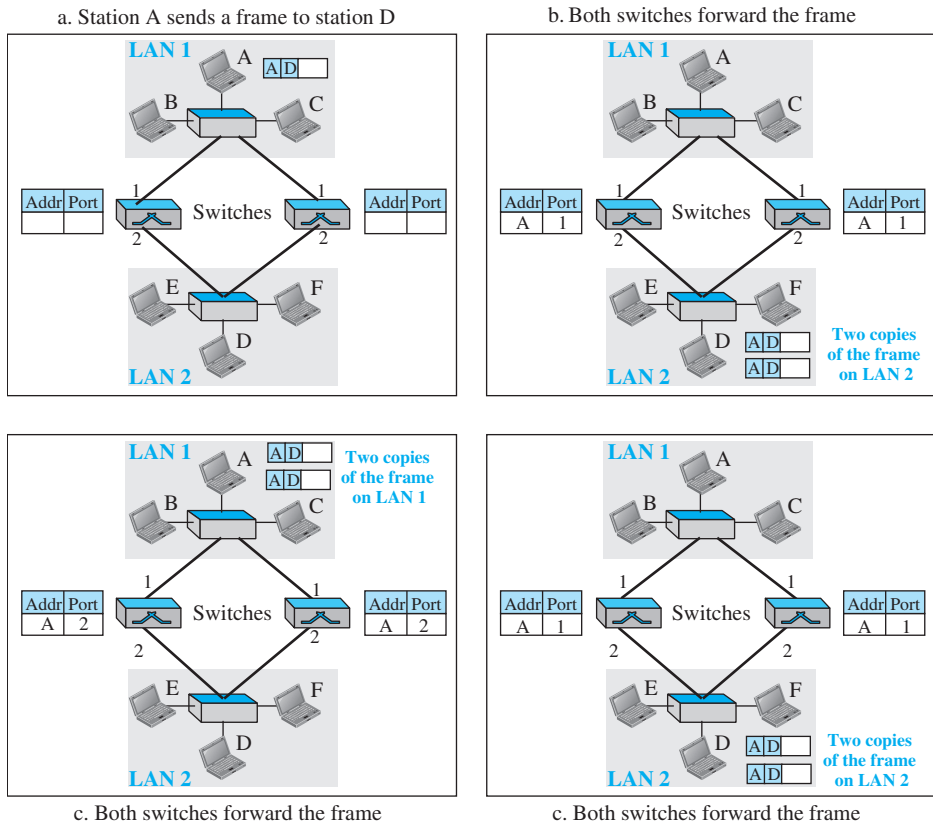 a. Station A sends a frame to station D
LAN 1
A
A D
B
C
1
1
Addr Port
Switches
Addr Port
2
2
E
F
D
LAN 2
b. Both switches forward the frame
LAN 1
A
B
C
1
1
Addr Port
A 1
Switches
Addr Port
A 1
2
2
E
F
D
A D
A D
Two copies
of the frame
on LAN 2
LAN 2
LAN 1
A
A D
A D
Two copies
of the frame
on LAN 1
B
C
1
1
Addr Port
A 2
Switches
Addr Port
A 2
2
2
E
F
D
LAN 2
c. Both switches forward the frame
LAN 1
A
B
C
1
1
Addr Port
A 1
Switches
Addr Port
A 1
2
2
E
F
D
A D
A D
Two copies
of the frame
on LAN 2
LAN 2
c. Both switches forward the frame